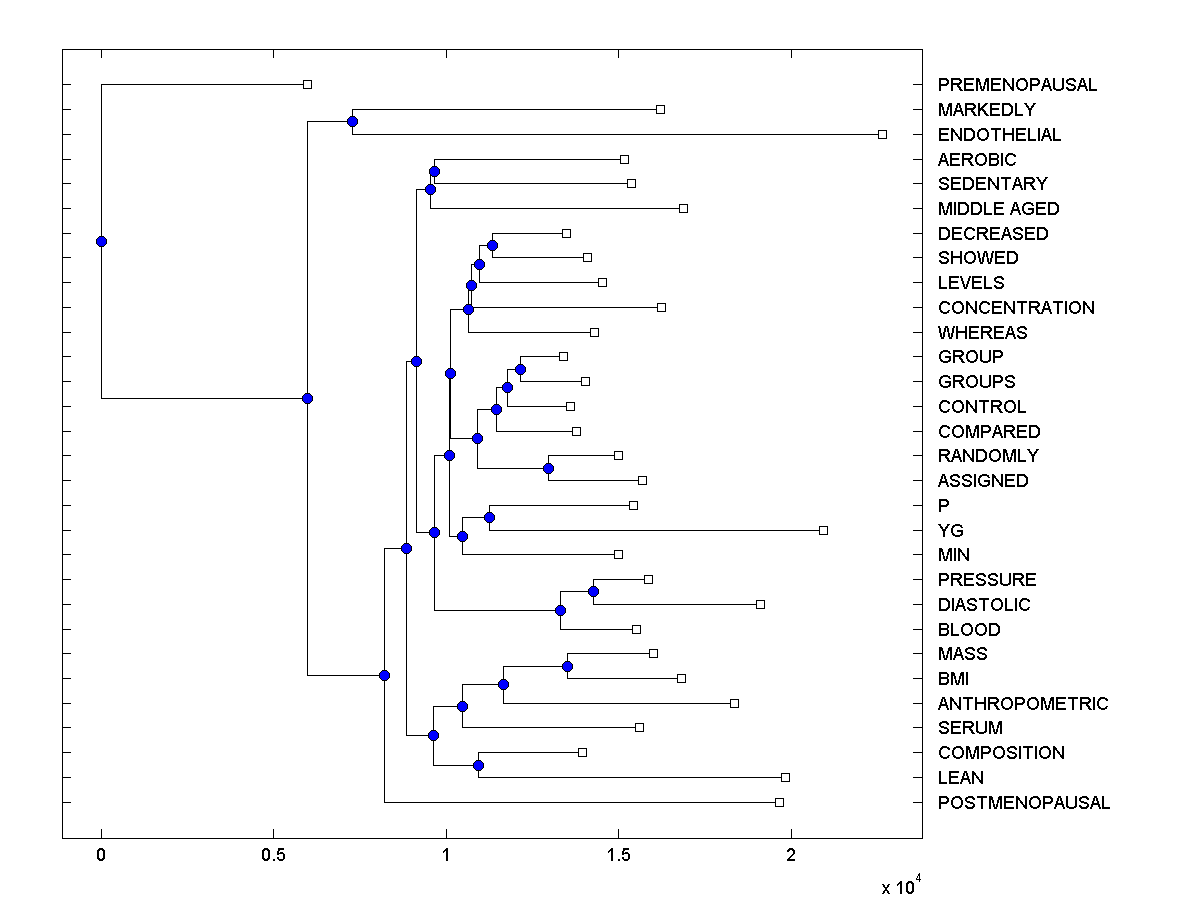 PREMENOPAUSAL
MARKEDLY
ENDOTHELIAL
AEROBIC
SEDENTARY
MIDDLE AGED
DECREASED
SHOWED
LEVELS
CONCENTRATION
WHEREAS
GROUP
GROUPS
CONTROL
COMPARED
RANDOMLY
ASSIGNED
P
YG
MIN
PRESSURE
DIASTOLIC
BLOOD
MASS
BMI
ANTHROPOMETRIC
SERUM
COMPOSITION
LEAN
POSTMENOPAUSAL
0 0.5 1 1.5 2
x 10^4